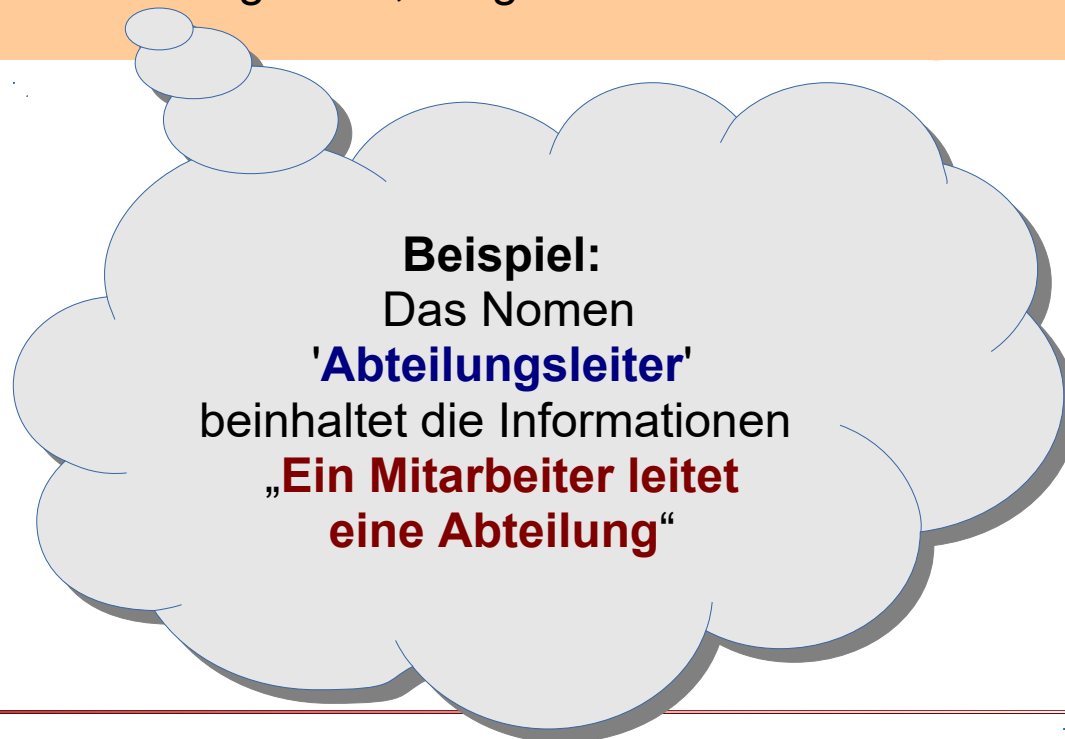 Beispiel:
Das Nomen
'Abteilungsleiter'
beinhaltet die Informationen
„Ein Mitarbeiter leitet
eine Abteilung“